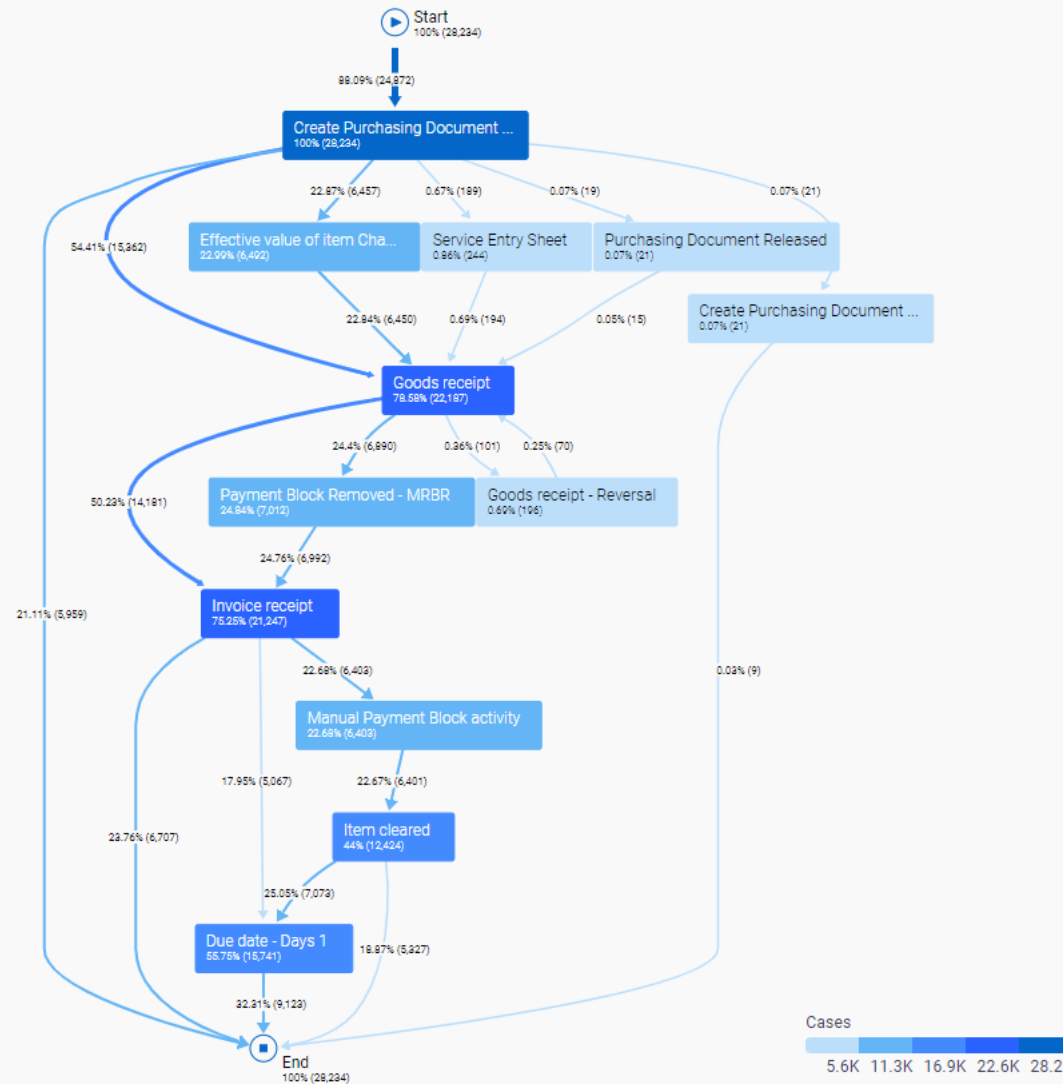 Start
100% (28,234)
88.09% (24,872)
Create Purchasing Document ...
100% (28,234)
22.87% (6,457)
0.67% (189)
0.07% (19)
0.07% (21)
54.41% (15,362)
Effective value of item Cha...
22.99% (6,492)
Service Entry Sheet
0.86% (244)
Purchasing Document Released
0.07% (21)
Create Purchasing Document ...
0.07% (21)
22.84% (6,450)
0.69% (194)
0.05% (15)
Goods receipt
78.58% (22,187)
24.4% (6,890)
0.36% (101)
0.25% (70)
50.23% (14,181)
Payment Block Removed - MRBR
24.84% (7,012)
Goods receipt - Reversal
0.69% (196)
24.76% (6,992)
Invoice receipt
75.25% (21,247)
21.11% (5,959)
22.68% (6,403)
0.03% (9)
Manual Payment Block activity
22.68% (6,403)
17.95% (5,067)
22.67% (6,401)
23.76% (6,707)
Item cleared
44% (12,424)
25.05% (7,073)
Due date - Days 1
55.75% (15,741)
18.87% (5,327)
32.31% (9,123)
End
100% (28,234)
Cases
5.6K 11.3K 16.9K 22.6K 28.2